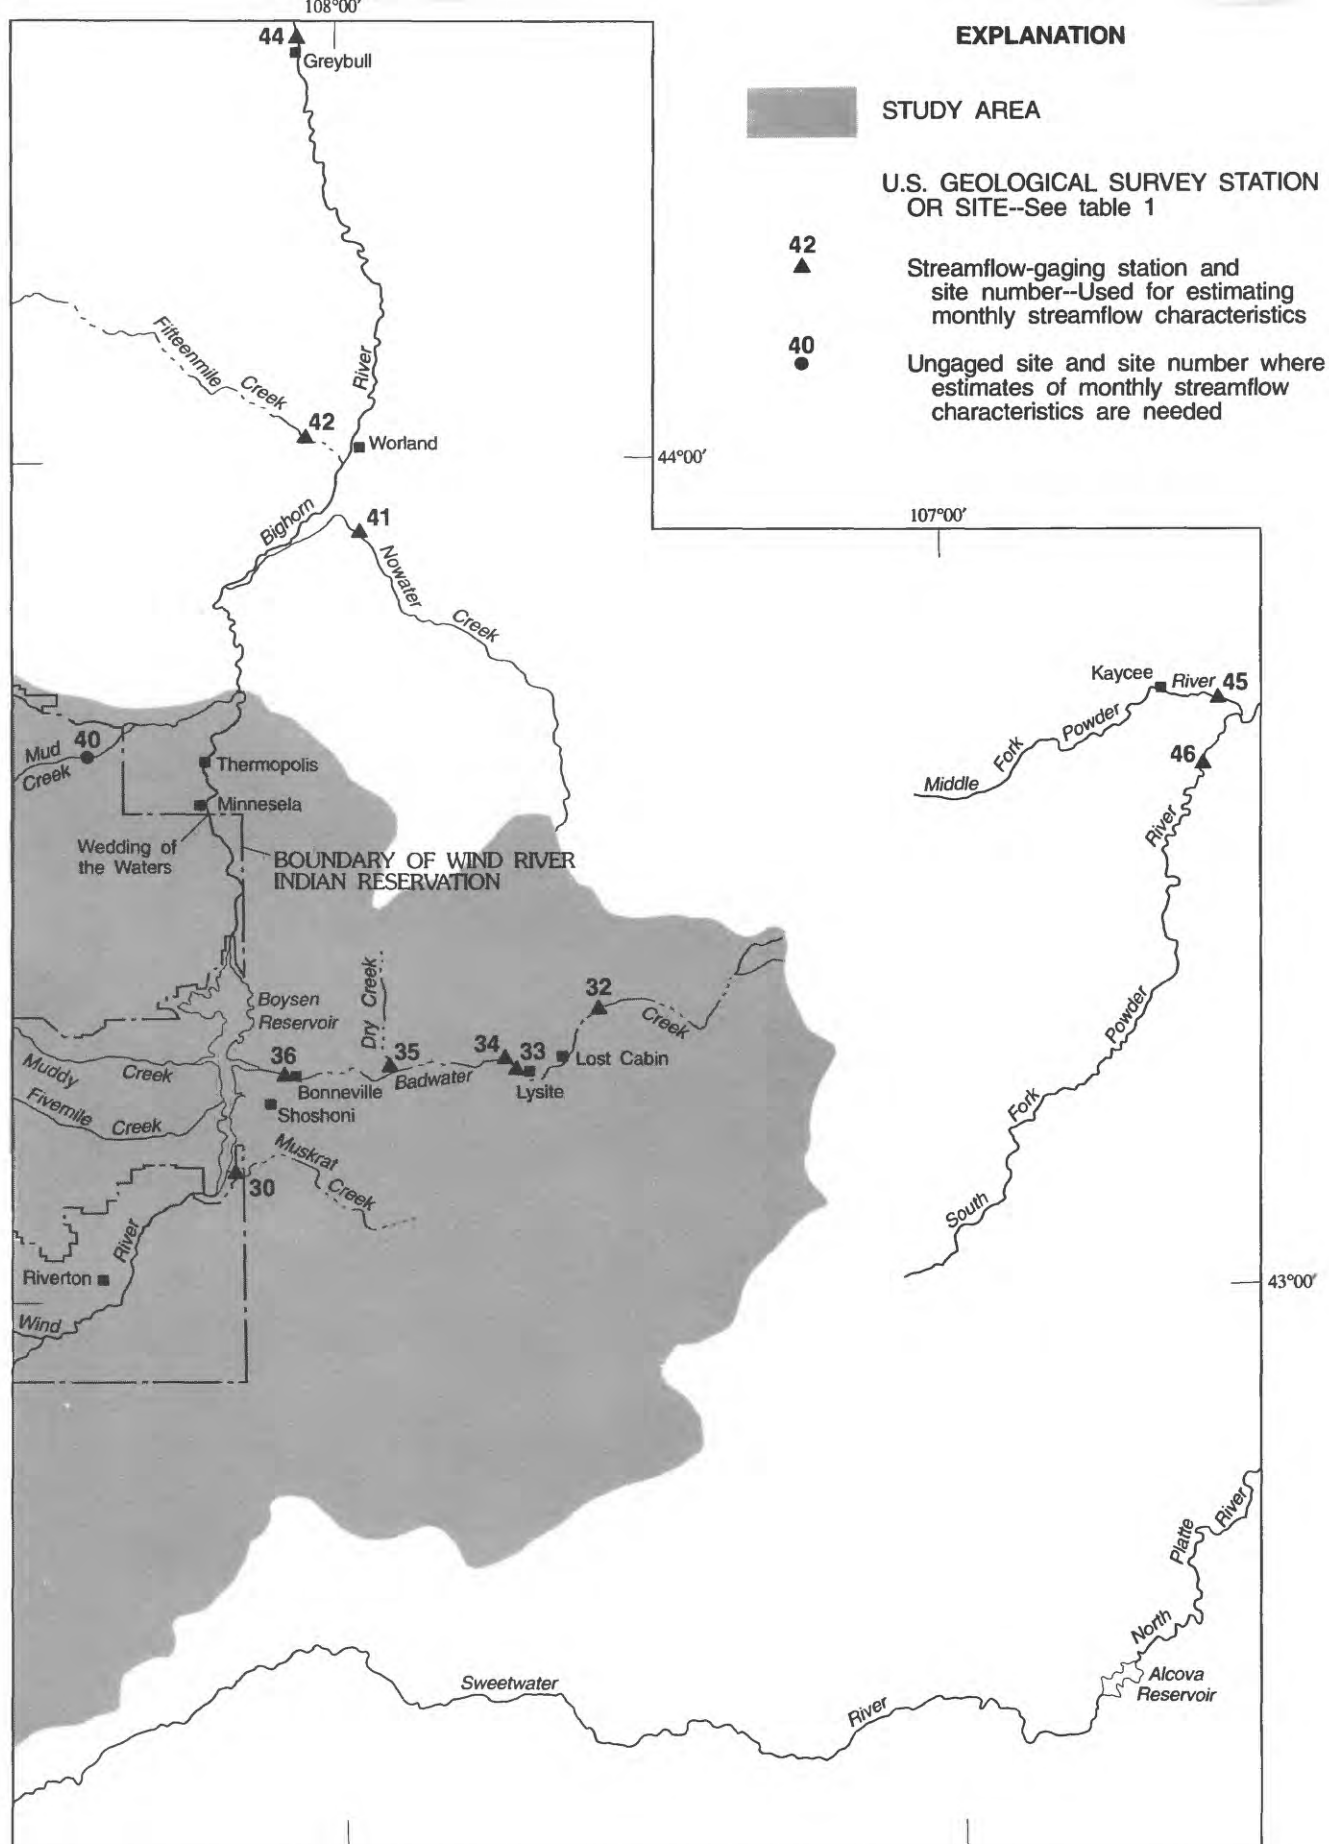 108°00'
44
Greybull
EXPLANATION
STUDY AREA
U.S. GEOLOGICAL SURVEY STATION
OR SITE--See table 1
42
Streamflow-gaging station and
site number--Used for estimating
monthly streamflow characteristics
40
Ungaged site and site number where
estimates of monthly streamflow
characteristics are needed
Fifteenmile Creek
42
River
Worland
44°00'
107°00'
Bighorn
41
Nowater Creek
Kaycee
River
45
Middle Fork Powder
46
River
Mud
Creek
40
Thermopolis
Minnesela
Wedding of
the Waters
BOUNDARY OF WIND RIVER
INDIAN RESERVATION
Boysen
Reservoir
Dry Creek
32
Creek
36
35
34
33
Lost Cabin
Muddy Creek
Bonneville
Badwater
Lysite
Fivemile Creek
Shoshoni
Muskrat Creek
30
Powder
Fork
South
River
Riverton
Wind
43°00'
Platte
River
North
Alcova
Reservoir
Sweetwater
River